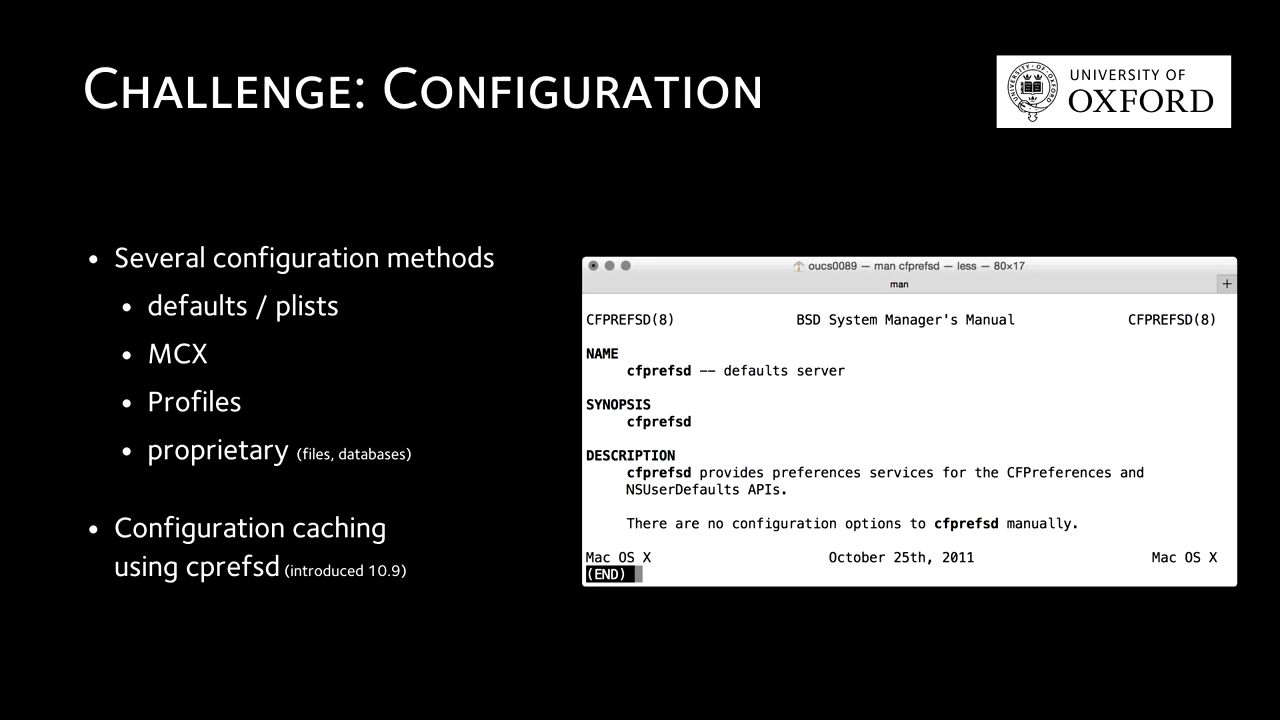 CHALLENGE: CONFIGURATION
UNIVERSITY OF
OXFORD
• Several configuration methods
• defaults / plists
• MCX
• Profiles
• proprietary (files, databases)
• Configuration caching
using cprefsd (introduced 10.9)
oucs0089 — man cfprefsd — less — 80×17
man
+
CFPREFSD(8) BSD System Manager's Manual CFPREFSD(8)
NAME
cfprefsd -- defaults server
SYNOPSIS
cfprefsd
DESCRIPTION
cfprefsd provides preferences services for the CFPreferences and
NSUserDefaults APIs.
There are no configuration options to cfprefsd manually.
Mac OS X October 25th, 2011 Mac OS X
(END)